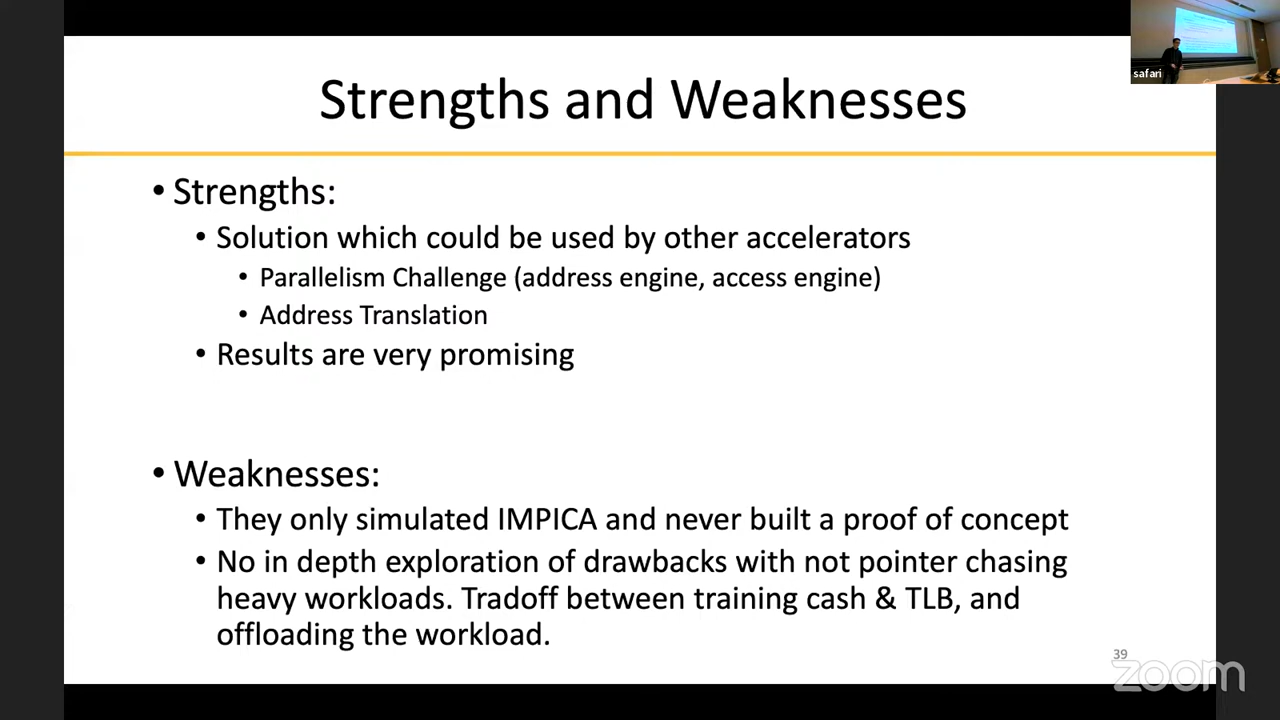 safari
Strengths and Weaknesses
• Strengths:
• Solution which could be used by other accelerators
• Parallelism Challenge (address engine, access engine)
• Address Translation
• Results are very promising
• Weaknesses:
• They only simulated IMPICA and never built a proof of concept
• No in depth exploration of drawbacks with not pointer chasing
heavy workloads. Tradoff between training cash & TLB, and
offloading the workload.
39
zoom